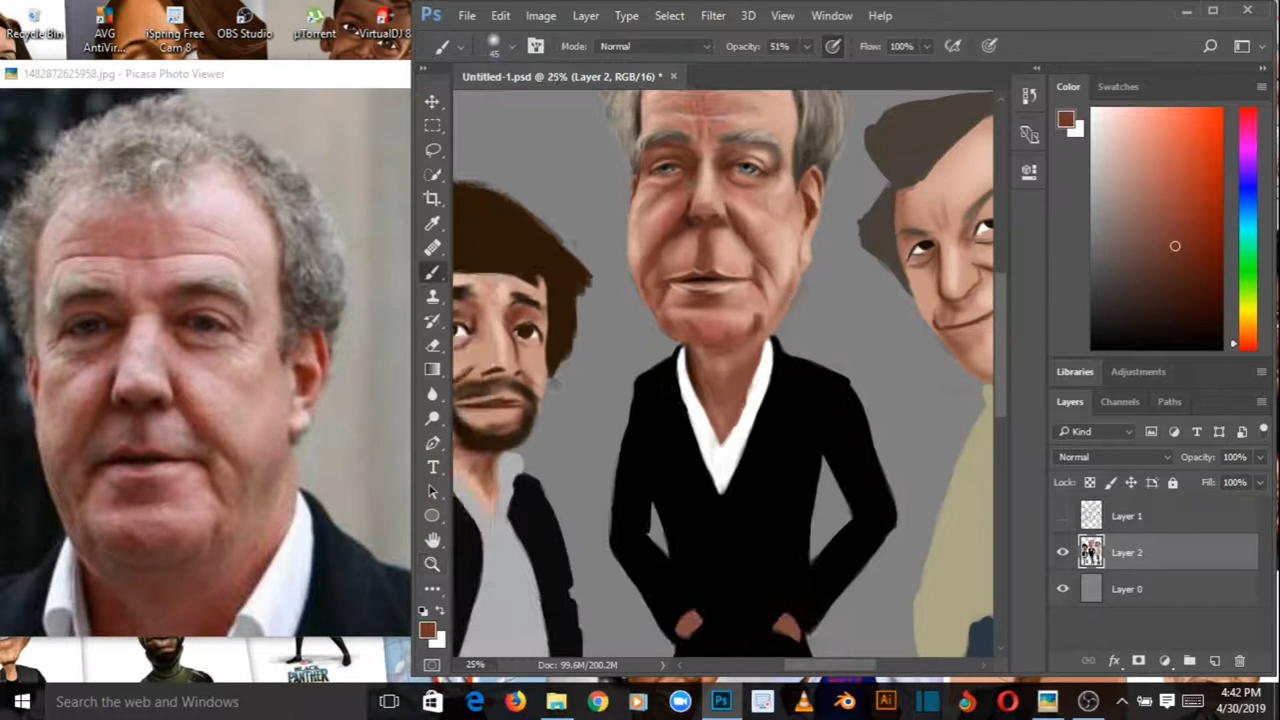 Recycle Bin
AVG
AntiVir...
iSpring Free
Cam 8
OBS Studio
µTorrent
VirtualDJ 8
1482872625958.jpg - Picasa Photo Viewer
BLACK
PANTHER
Ps File Edit Image Layer Type Select Filter 3D View Window Help
45 Mode: Normal Opacity: 51% Flow: 100%
Untitled-1.psd @ 25% (Layer 2, RGB/16) *
Color Swatches
Libraries Adjustments
Layers Channels Paths
Kind
Normal Opacity: 100%
Lock: Fill: 100%
Layer 1
Layer 2
Layer 0
25% Doc: 99.6M/200.2M
Search the web and Windows
Ps
Ai
4:42 PM
4/30/2019